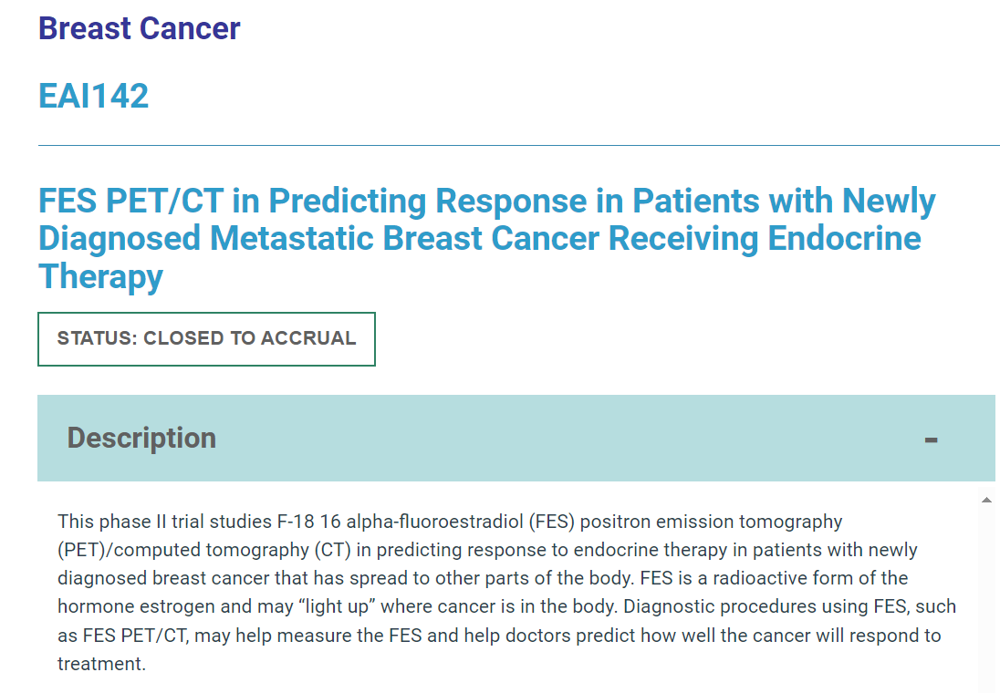 Breast Cancer
EAI142
FES PET/CT in Predicting Response in Patients with Newly
Diagnosed Metastatic Breast Cancer Receiving Endocrine
Therapy
STATUS: CLOSED TO ACCRUAL
Description
-
This phase II trial studies F-18 16 alpha-fluoroestradiol (FES) positron emission tomography
(PET)/computed tomography (CT) in predicting response to endocrine therapy in patients with newly
diagnosed breast cancer that has spread to other parts of the body. FES is a radioactive form of the
hormone estrogen and may “light up” where cancer is in the body. Diagnostic procedures using FES, such
as FES PET/CT, may help measure the FES and help doctors predict how well the cancer will respond to
treatment.